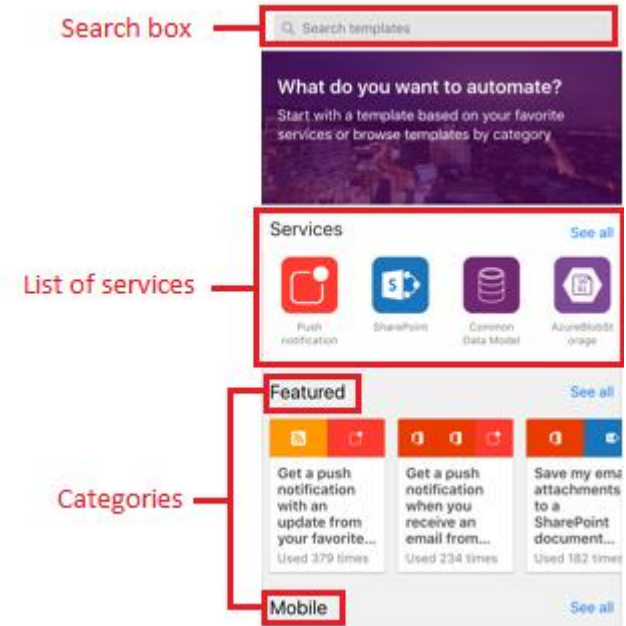 Search box
Search templates
What do you want to automate?
Start with a template based on your favorite
services or browse templates by category
Services
See all
List of services
Push
notification
SharePoint
Common
Data Model
AzureBlobSt
orage
Featured
See all
Categories
Get a push
notification
with an
update from
your favorite...
Used 379 times
Get a push
notification
when you
receive an
email from...
Used 234 times
Save my ema
attachments
to a
SharePoint
document...
Used 182 times
Mobile
See all